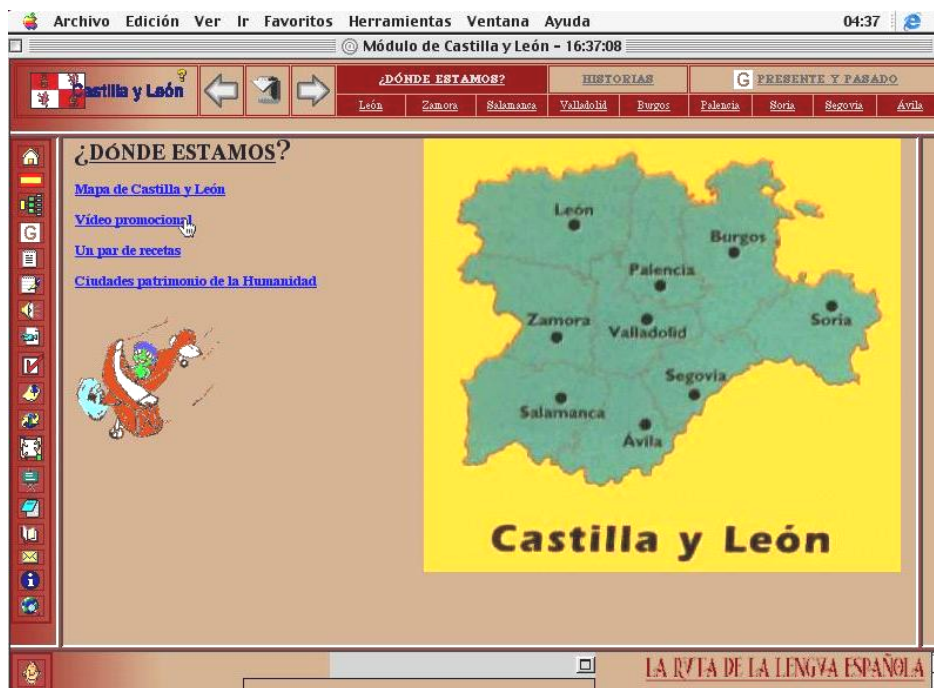 Archivo Edición Ver Ir Favoritos Herramientas Ventana Ayuda 04:37
Módulo de Castilla y León - 16:37:08
Castilla y León
?
¿DÓNDE ESTAMOS? HISTORIAS G PRESENTE Y PASADO
León Zamora Salamanca Valladolid Burgos Palencia Soria Segovia Ávila
¿DÓNDE ESTAMOS?
Mapa de Castilla y León
Vídeo promocional
Un par de recetas
Ciudades patrimonio de la Humanidad
G
i
León
Burgos
Palencia
Zamora
Valladolid
Soria
Segovia
Salamanca
Ávila
Castilla y León
LA RVTA DE LA LENGVA ESPAÑOLA